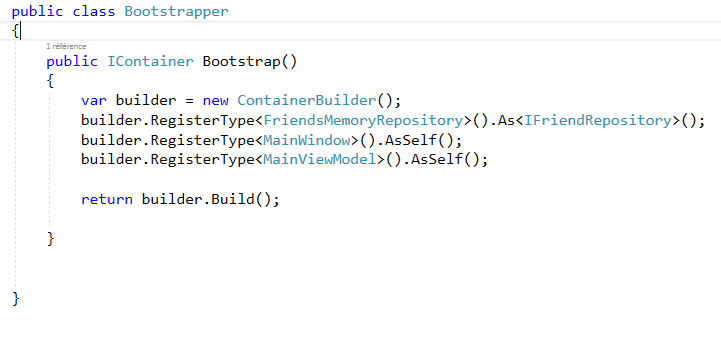 public class Bootstrapper
{
1 référence
public IContainer Bootstrap()
{
var builder = new ContainerBuilder();
builder.RegisterType<FriendsMemoryRepository>().As<IFriendRepository>();
builder.RegisterType<MainWindow>().AsSelf();
builder.RegisterType<MainViewModel>().AsSelf();
return builder.Build();
}
}